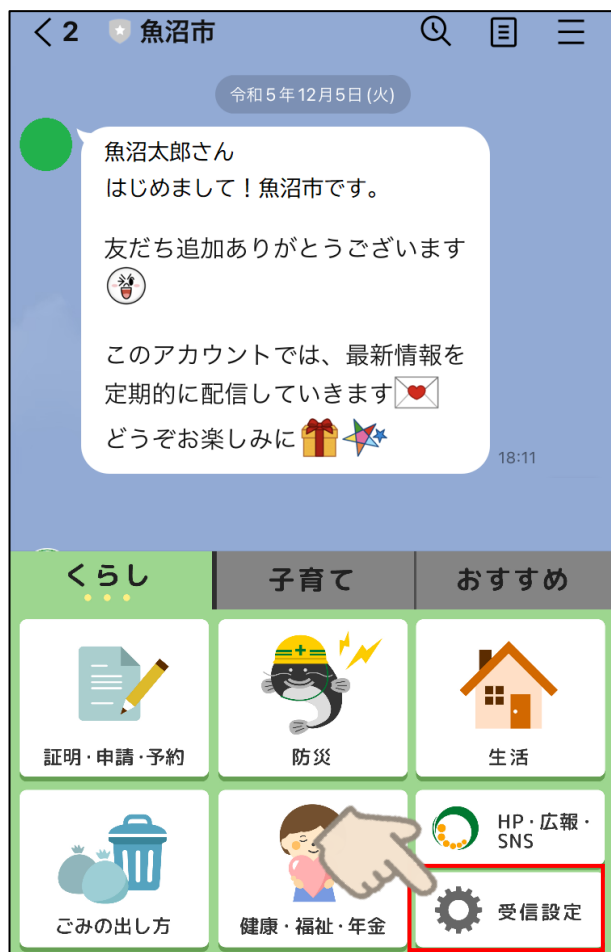 2 魚沼市
令和5年12月5日(火)
魚沼太郎さん
はじめまして！魚沼市です。
友だち追加ありがとうございます
このアカウントでは、最新情報を
定期的に配信していきます
どうぞお楽しみに
18:11
くらし 子育て おすすめ
証明・申請・予約 防災 生活
HP・広報・
SNS
ごみの出し方 健康・福祉・年金 受信設定